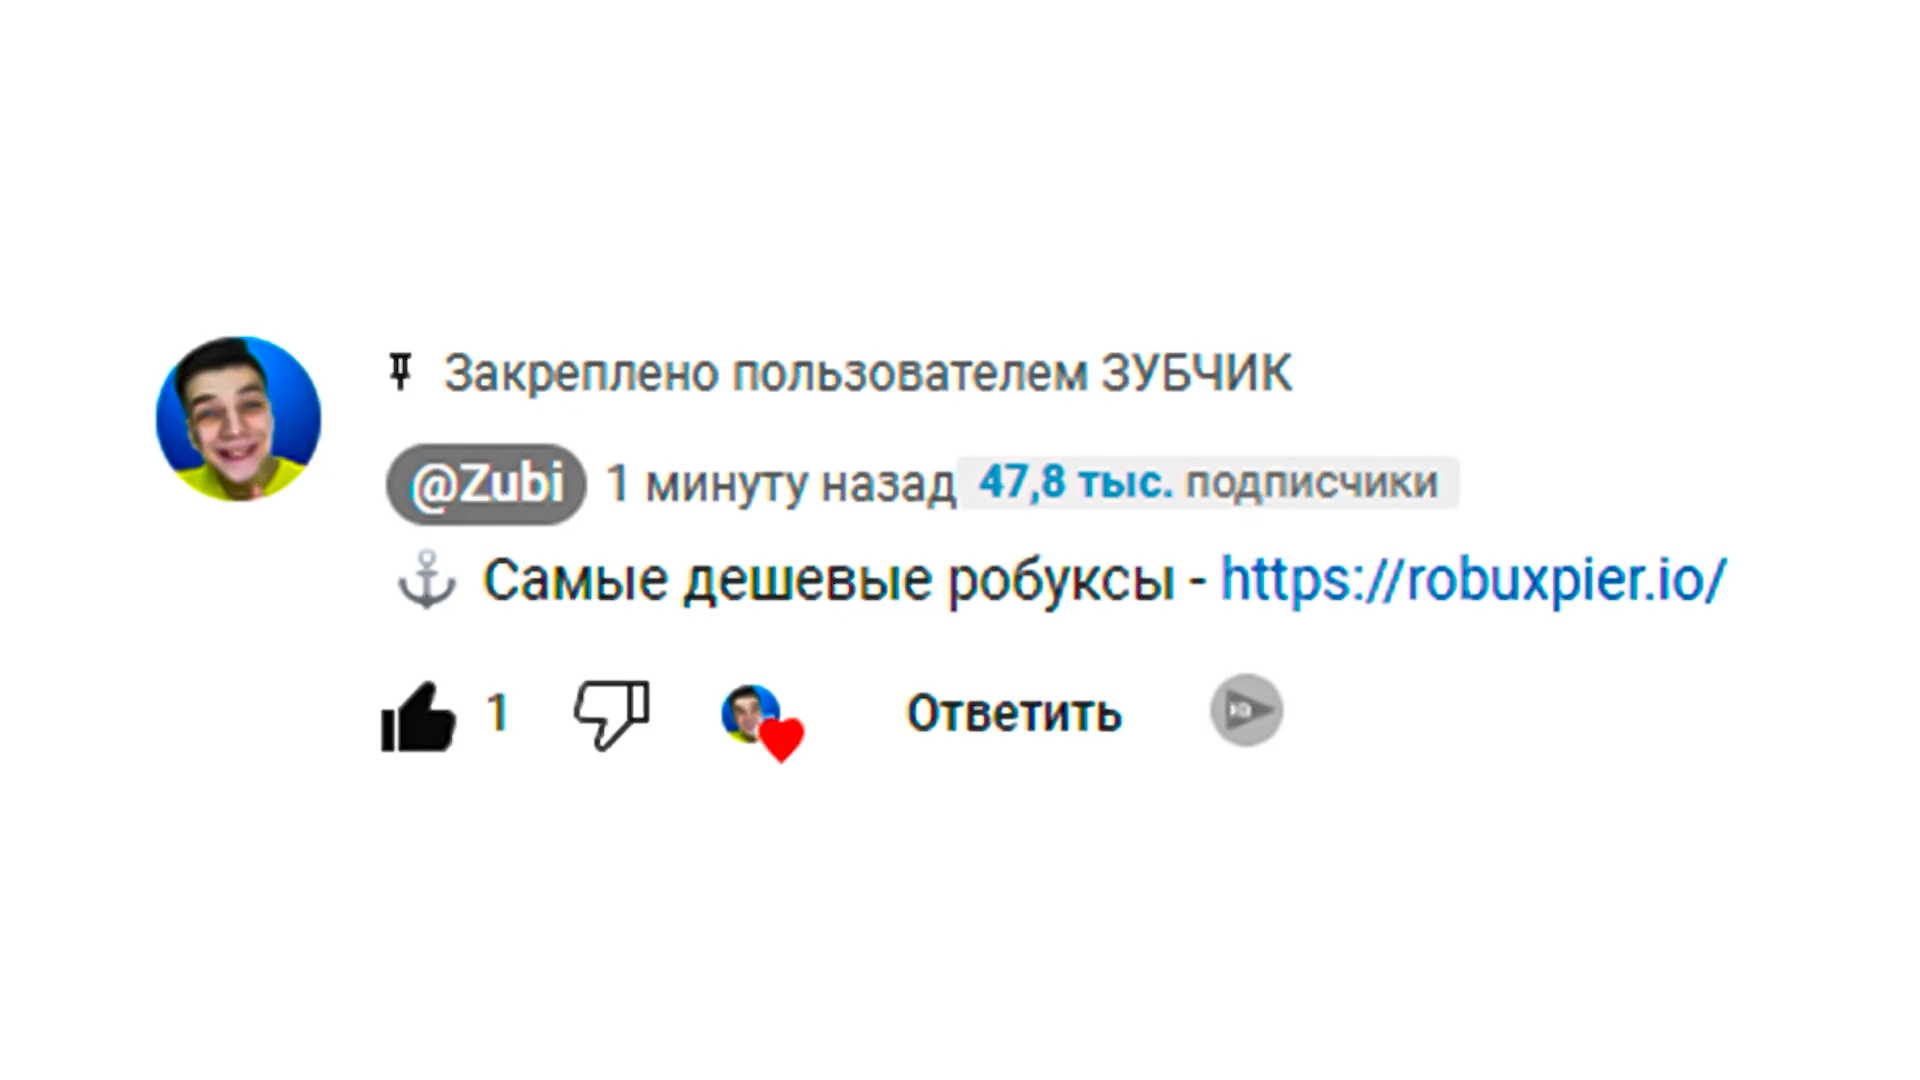 Закреплено пользователем ЗУБЧИК
@Zubi 1 минуту назад 47,8 тыс. подписчики
Самые дешевые робуксы - https://robuxpier.io/
1 Ответить